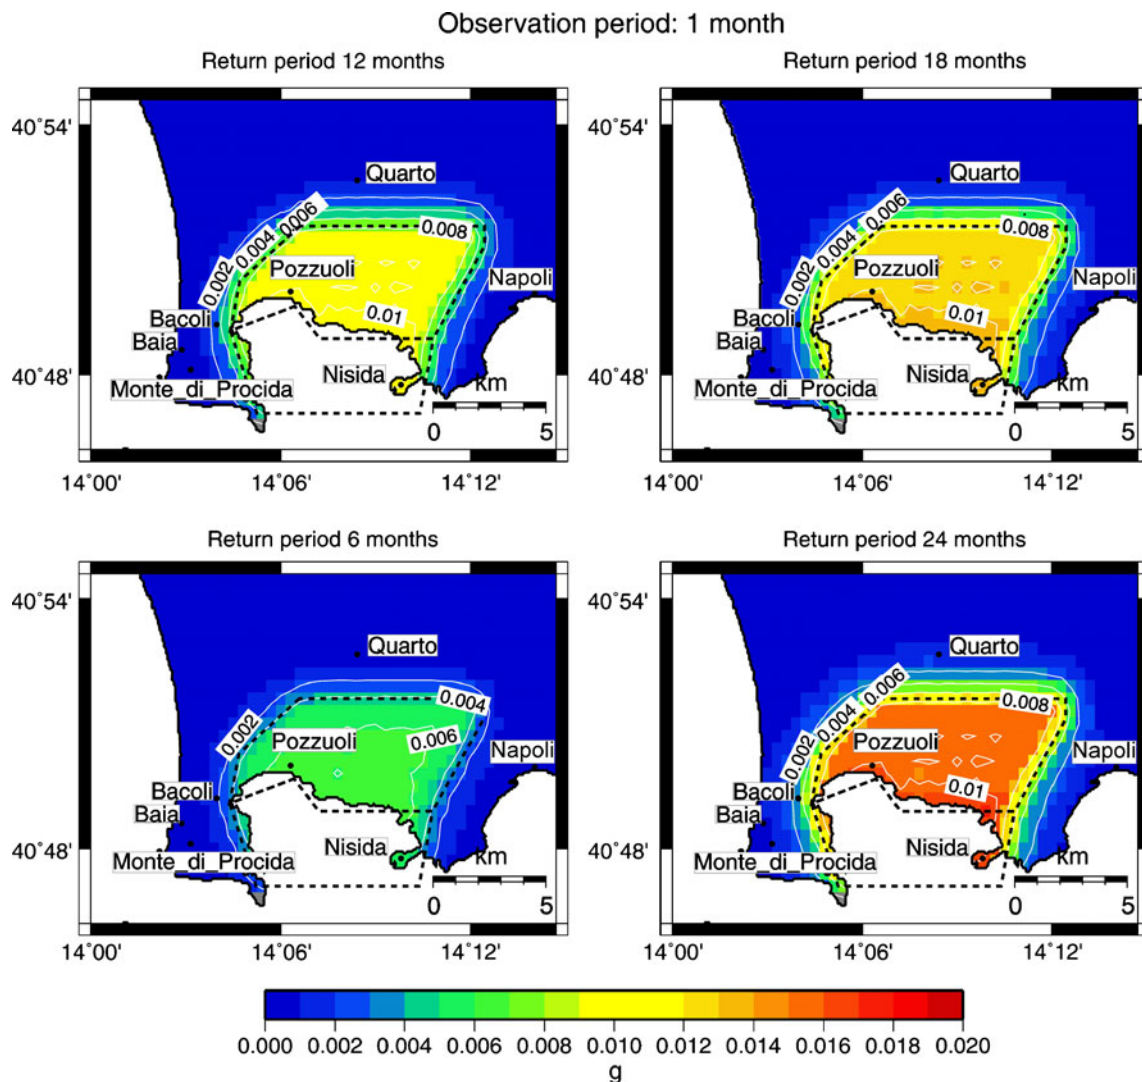 Observation period: 1 month
Return period 12 months
Return period 18 months
40°54'
Quarto
0.006
0.004
0.002
0.008
Pozzuoli
Napoli
0.01
Bacoli
Baia
Nisida
Monte_di_Procida
40°48'
km
0 5
14°00' 14°06' 14°12'
Quarto
0.006
0.004
0.002
0.008
Pozzuoli
Napoli
0.01
Bacoli
Baia
Nisida
Monte_di_Procida
40°54'
40°48'
km
0 5
14°00' 14°06' 14°12'
Return period 6 months
Return period 24 months
40°54'
Quarto
0.004
0.002
0.006
Pozzuoli
Napoli
Bacoli
Baia
Nisida
Monte_di_Procida
40°48'
km
0 5
14°00' 14°06' 14°12'
40°54'
Quarto
0.006
0.004
0.002
0.008
Pozzuoli
Napoli
0.01
Bacoli
Baia
Nisida
Monte_di_Procida
40°48'
km
0 5
14°00' 14°06' 14°12'
0.000 0.002 0.004 0.006 0.008 0.010 0.012 0.014 0.016 0.018 0.020
g